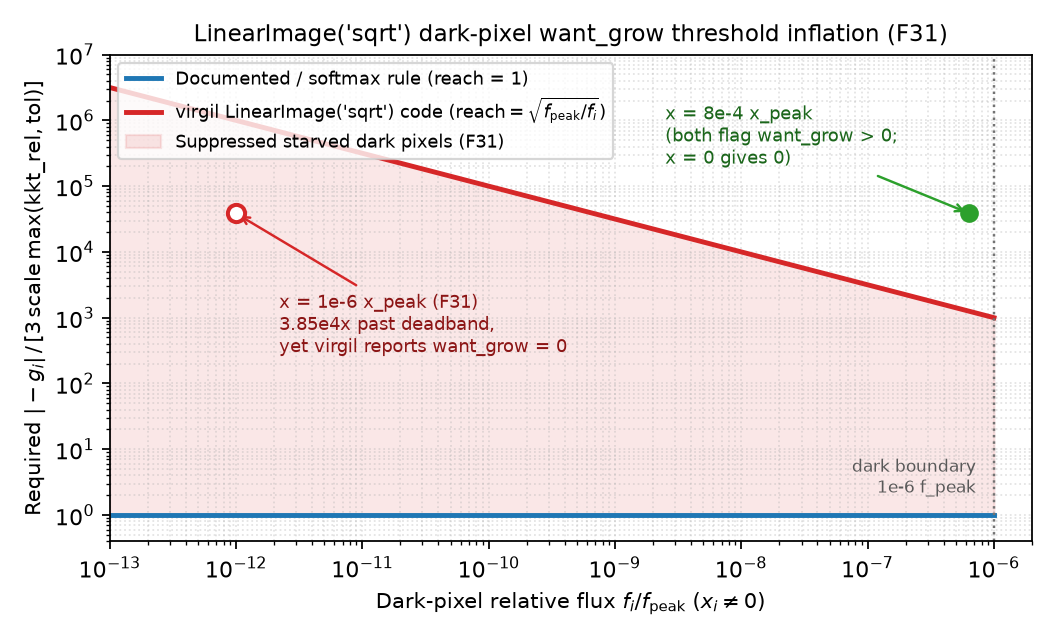 LinearImage('sqrt') dark-pixel want_grow threshold inflation (F31)
Required | − g_i| / [3 scale max(kkt_rel, tol)]
10^7
10^6
10^5
10^4
10^3
10^2
10^1
10^0
Documented / softmax rule (reach = 1)
virgil LinearImage('sqrt') code (reach = √f_peak/f_i)
Suppressed starved dark pixels (F31)
x = 8e-4 x_peak
(both flag want_grow > 0;
x = 0 gives 0)
x = 1e-6 x_peak (F31)
3.85e4x past deadband,
yet virgil reports want_grow = 0
dark boundary
1e-6 f_peak
10^−13 10^−12 10^−11 10^−10 10^−9 10^−8 10^−7 10^−6
Dark-pixel relative flux f_i/f_peak (x_i ≠ 0)